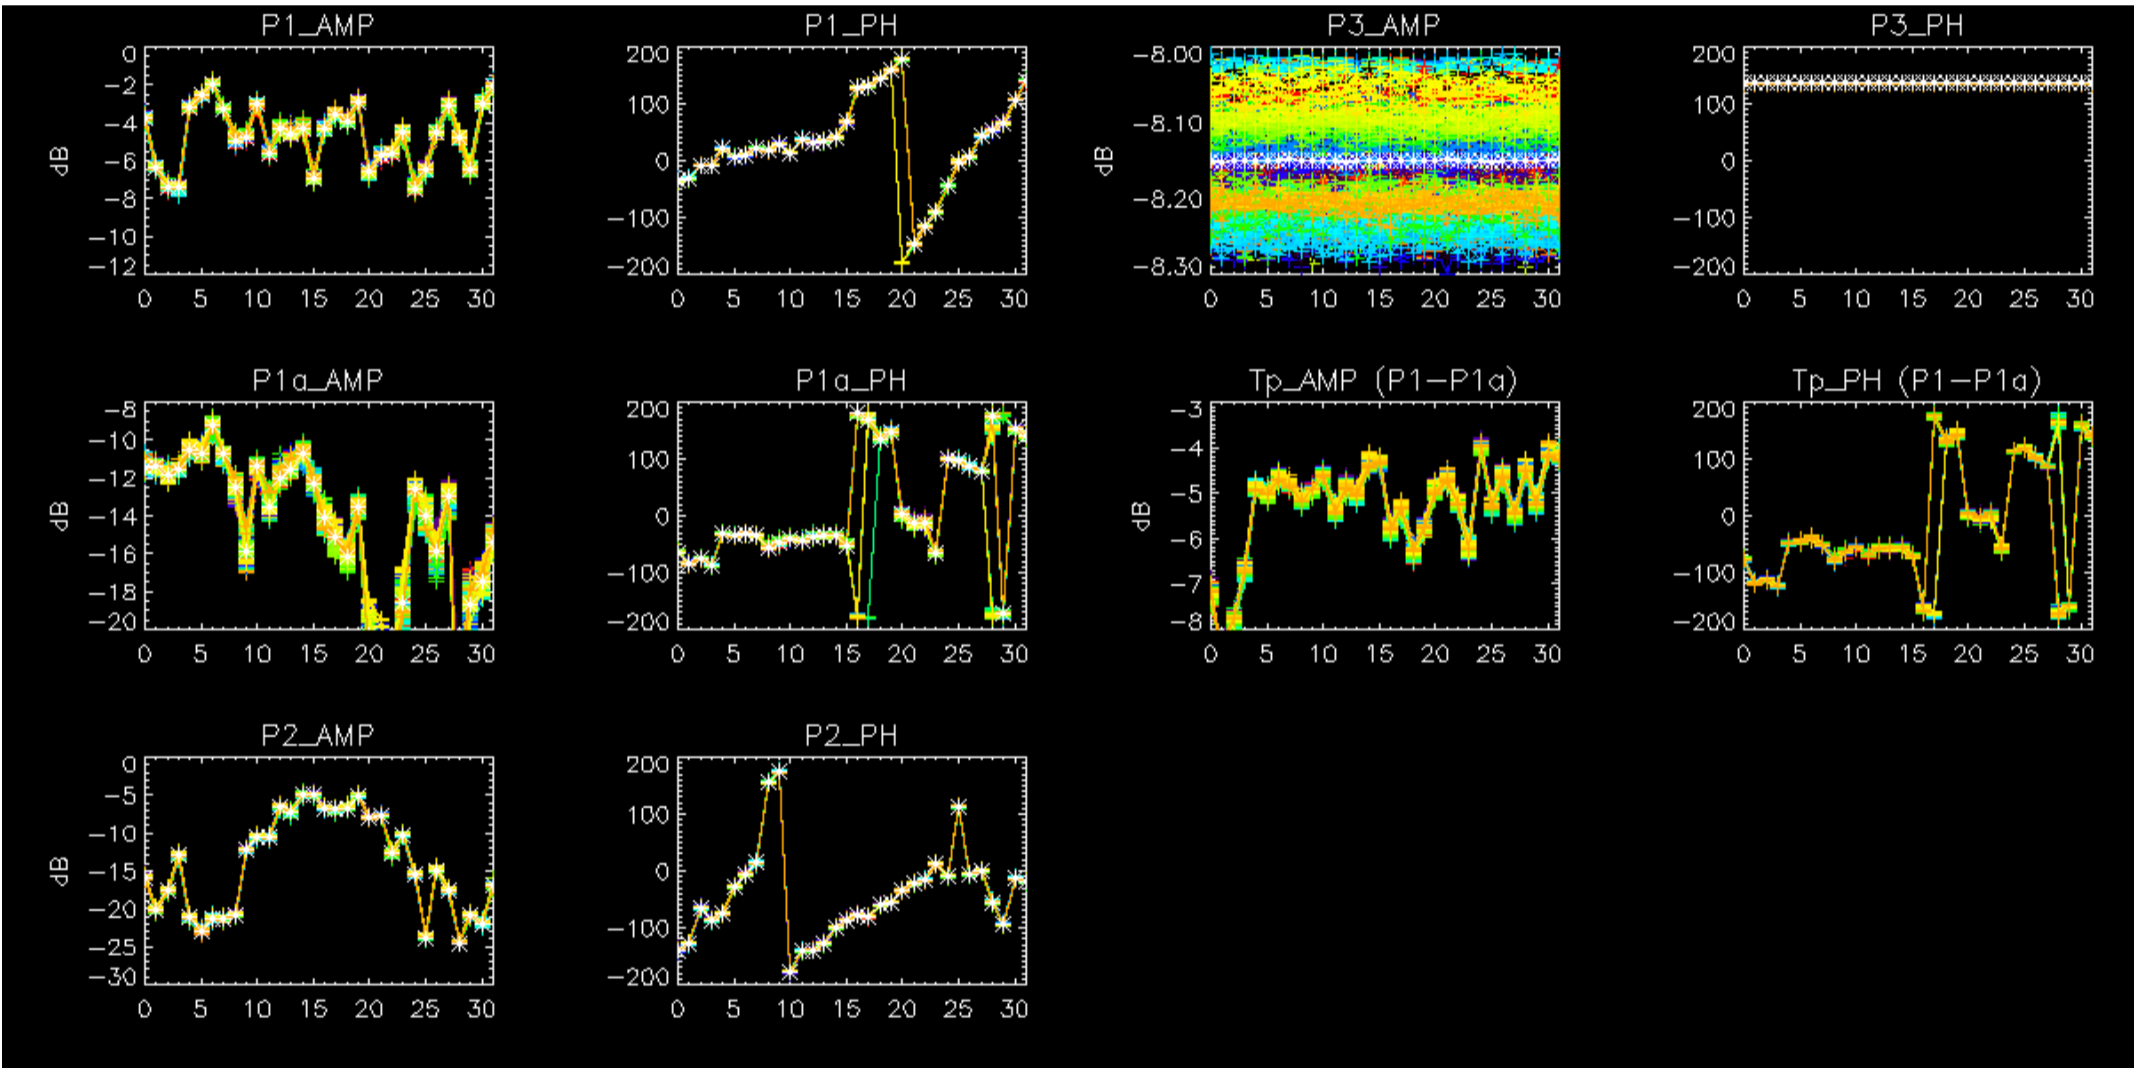 P1_AMP P1_PH P3_AMP P3_PH
0 200 -8.00 200
-2
100 100
-4 -8.10
dB 0 dB 0
-6
-8 -8.20
-100 -100
-10
-12 -200 -8.30 -200
0 5 10 15 20 25 30 0 5 10 15 20 25 30 0 5 10 15 20 25 30 0 5 10 15 20 25 30
P1a_AMP P1a_PH Tp_AMP (P1-P1a) Tp_PH (P1-P1a)
-8 200 -3 200
-10
100 -4 100
-12
dB -14 0 dB -5 0
-16 -6
-100 -100
-18 -7
-20 -200 -8 -200
0 5 10 15 20 25 30 0 5 10 15 20 25 30 0 5 10 15 20 25 30 0 5 10 15 20 25 30
P2_AMP P2_PH
0 200
-5
100
-10
dB -15 0
-20
-100
-25
-30 -200
0 5 10 15 20 25 30 0 5 10 15 20 25 30